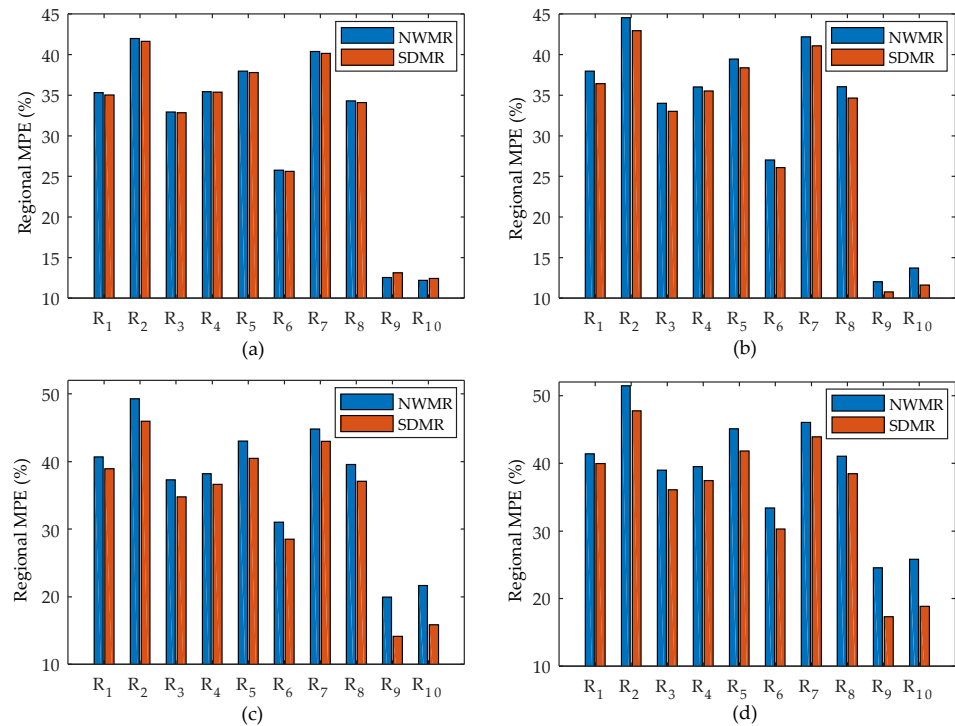 Regional MPE (%)
45
40
35
30
25
20
15
10
NWMR
SDMR
R1 R2 R3 R4 R5 R6 R7 R8 R9 R10
(a)
Regional MPE (%)
45
40
35
30
25
20
15
10
NWMR
SDMR
R1 R2 R3 R4 R5 R6 R7 R8 R9 R10
(b)
Regional MPE (%)
50
40
30
20
10
NWMR
SDMR
R1 R2 R3 R4 R5 R6 R7 R8 R9 R10
(c)
Regional MPE (%)
50
40
30
20
10
NWMR
SDMR
R1 R2 R3 R4 R5 R6 R7 R8 R9 R10
(d)